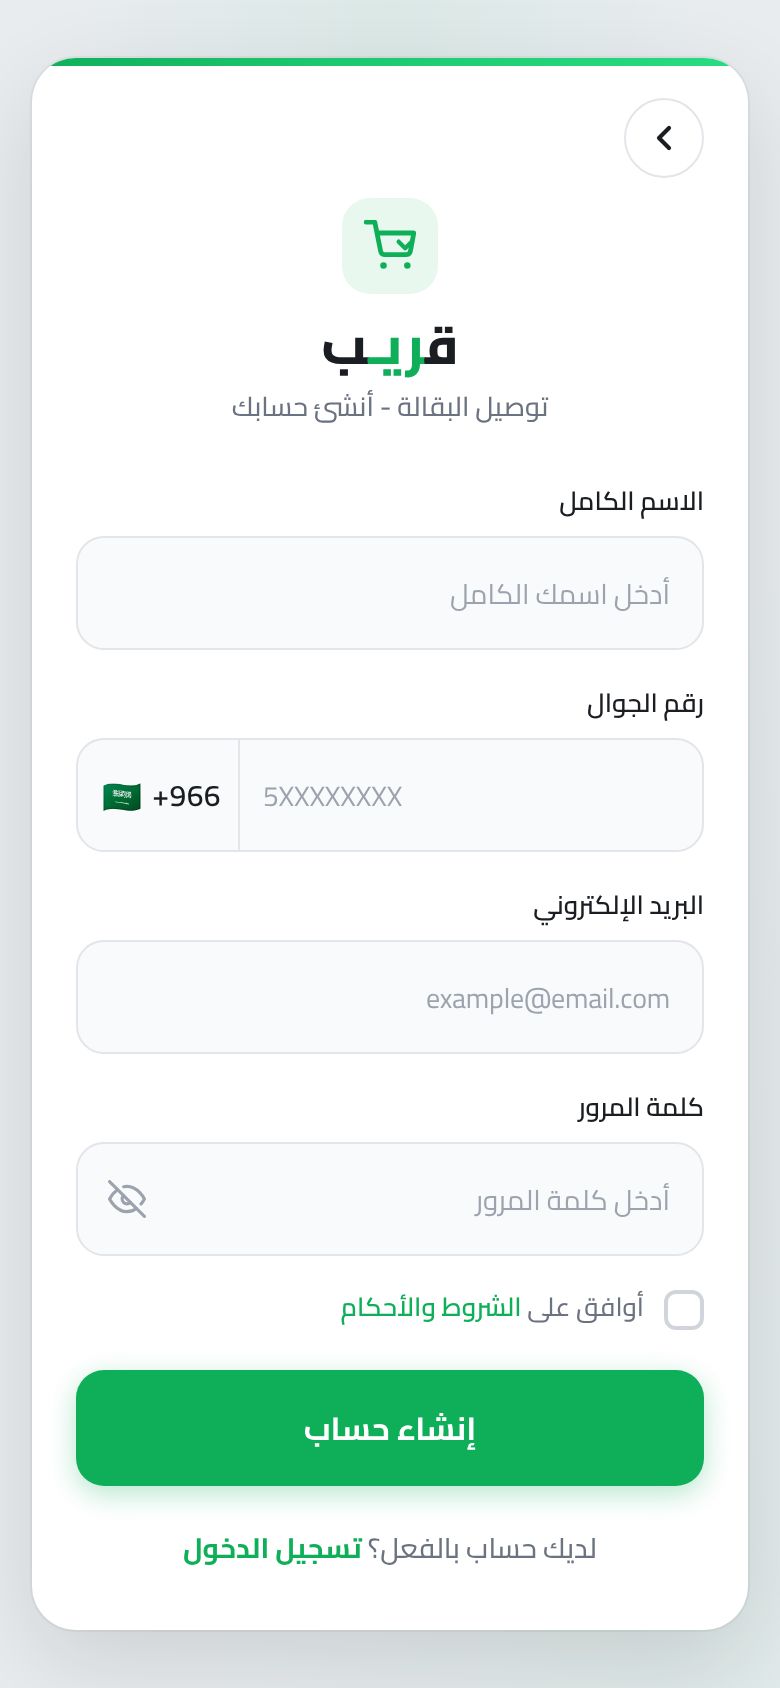 قريب
توصيل البقالة - أنشئ حسابك
الاسم الكامل
أدخل اسمك الكامل
رقم الجوال
+966 5XXXXXXXX
البريد الإلكتروني
example@email.com
كلمة المرور
أدخل كلمة المرور
أوافق على الشروط والأحكام
إنشاء حساب
لديك حساب بالفعل؟ تسجيل الدخول